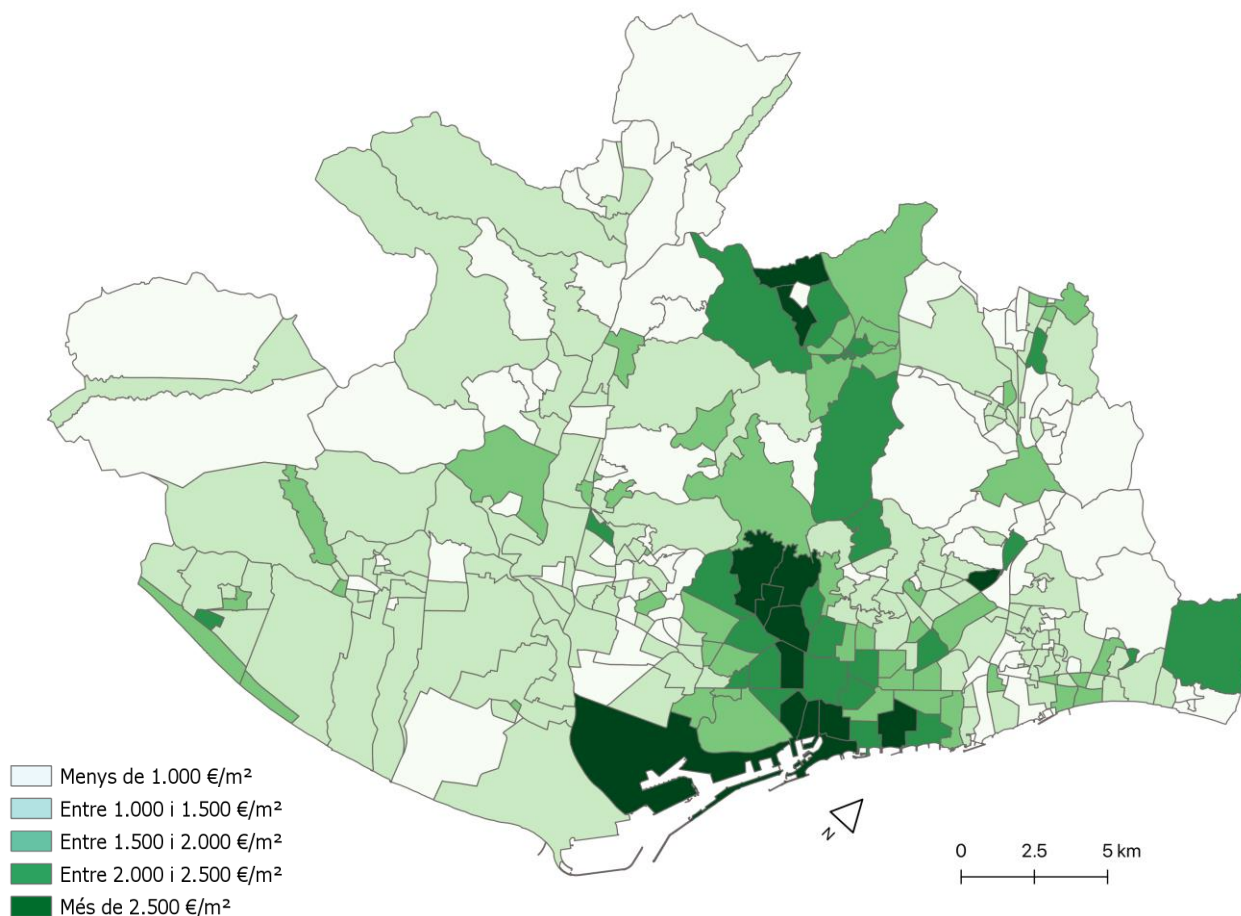 Menys de 1.000 €/m²
Entre 1.000 i 1.500 €/m²
Entre 1.500 i 2.000 €/m²
Entre 2.000 i 2.500 €/m²
Més de 2.500 €/m²
N
0 2.5 5 km